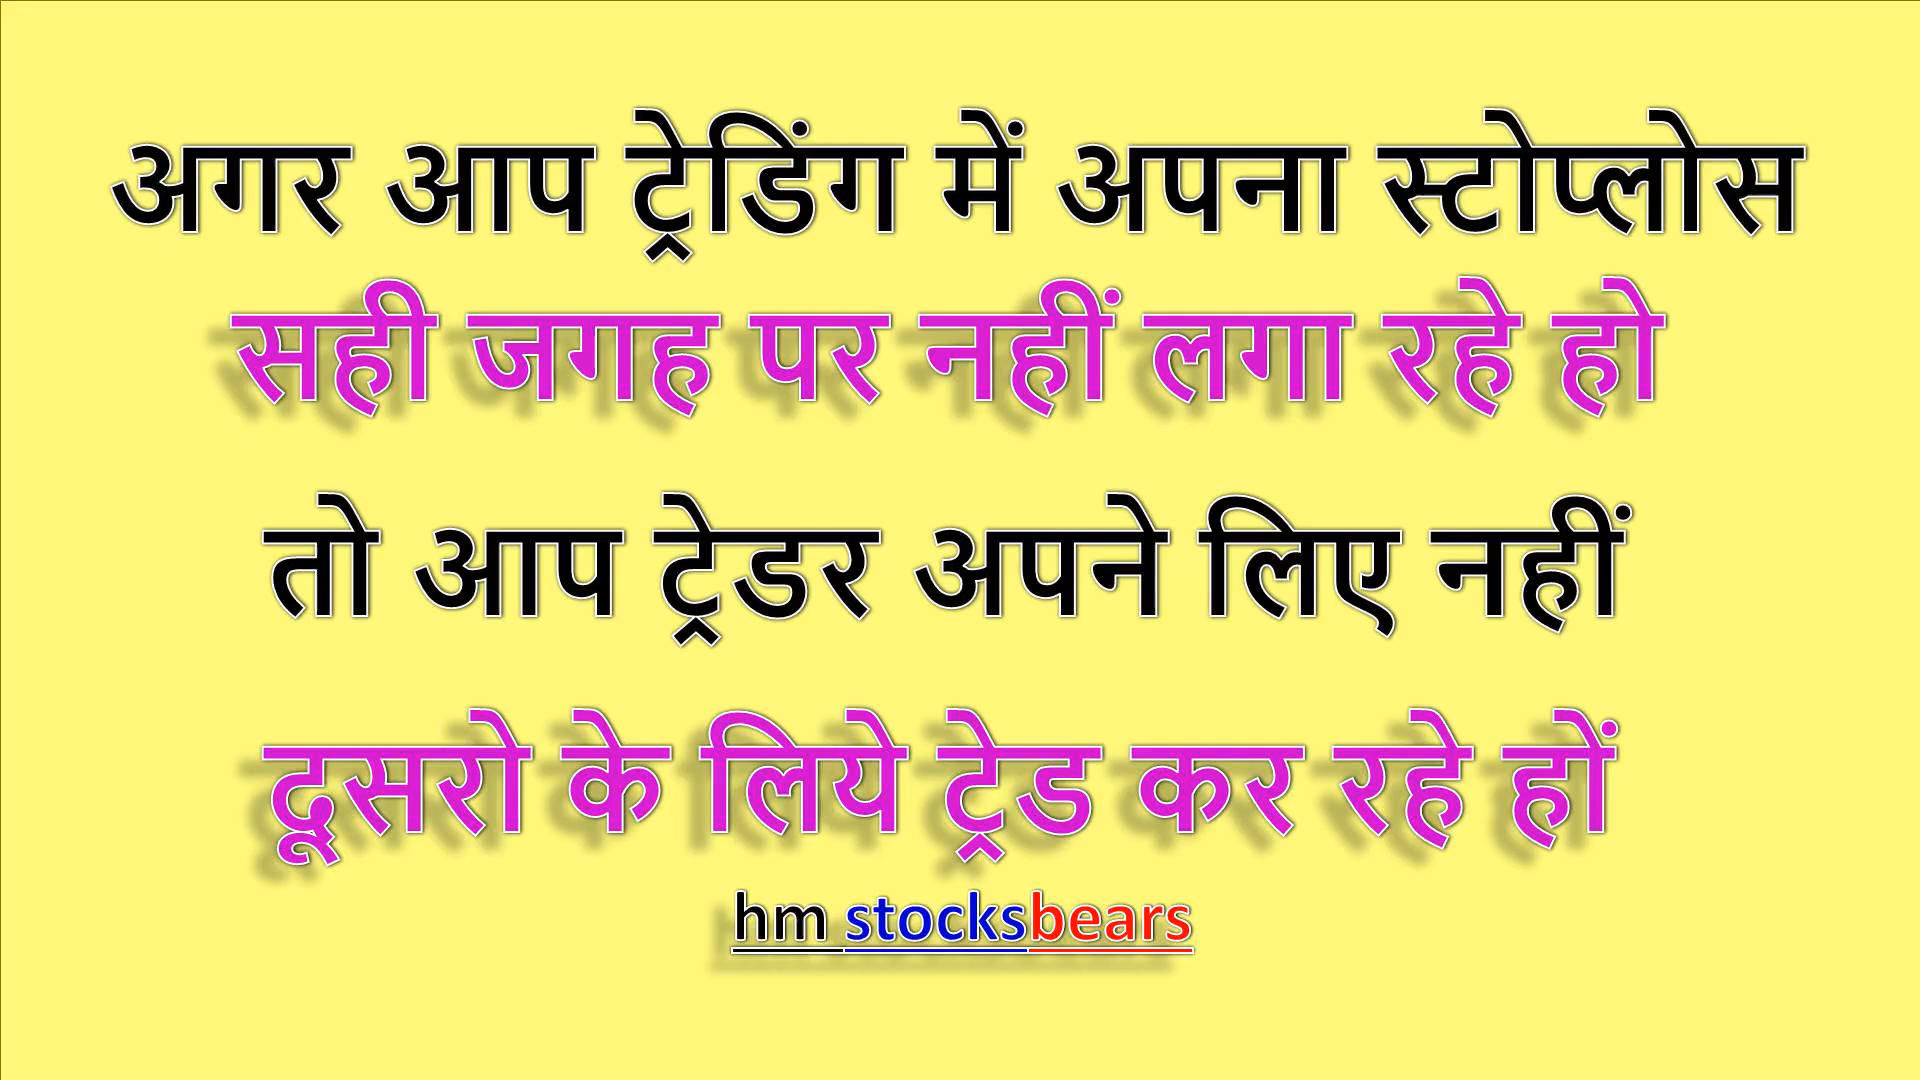 अगर आप ट्रेडिंग में अपना स्टोप्लोस
सही जगह पर नहीं लगा रहे हो
तो आप ट्रेडर अपने लिए नहीं
दूसरो के लिये ट्रेड कर रहे हों
hm stocksbears